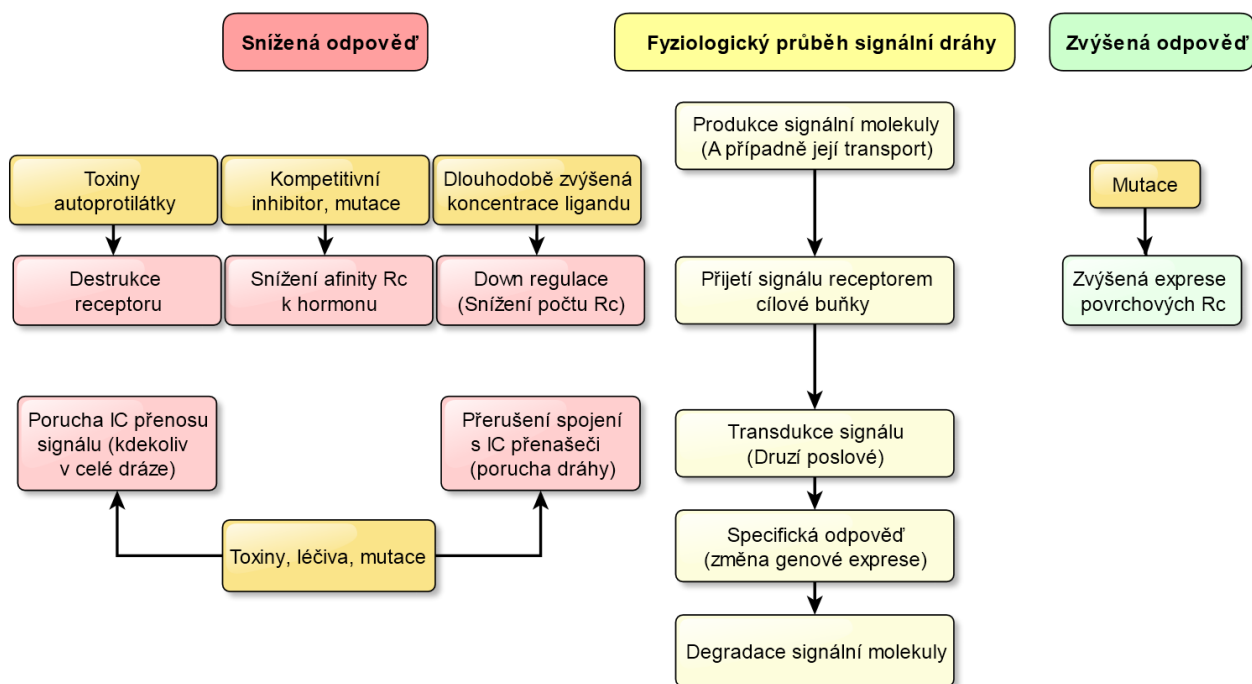 Snížená odpověď
Fyziologický průběh signální dráhy
Zvýšená odpověď
Toxiny
autoprotilátky
Kompetitivní
inhibitor, mutace
Dlouhodobě zvýšená
koncentrace ligandu
Destrukce
receptoru
Snížení afinity Rc
k hormonu
Down regulace
(Snížení počtu Rc)
Porucha IC přenosu
signálu (kdekoliv
v celé dráze)
Přerušení spojení
s IC přenašeči
(porucha dráhy)
Toxiny, léčiva, mutace
Produkce signální molekuly
(A případně její transport)
Přijetí signálu receptorem
cílové buňky
Transdukce signálu
(Druzí poslové)
Specifická odpověď
(změna genové exprese)
Degradace signální molekuly
Mutace
Zvýšená exprese
povrchových Rc